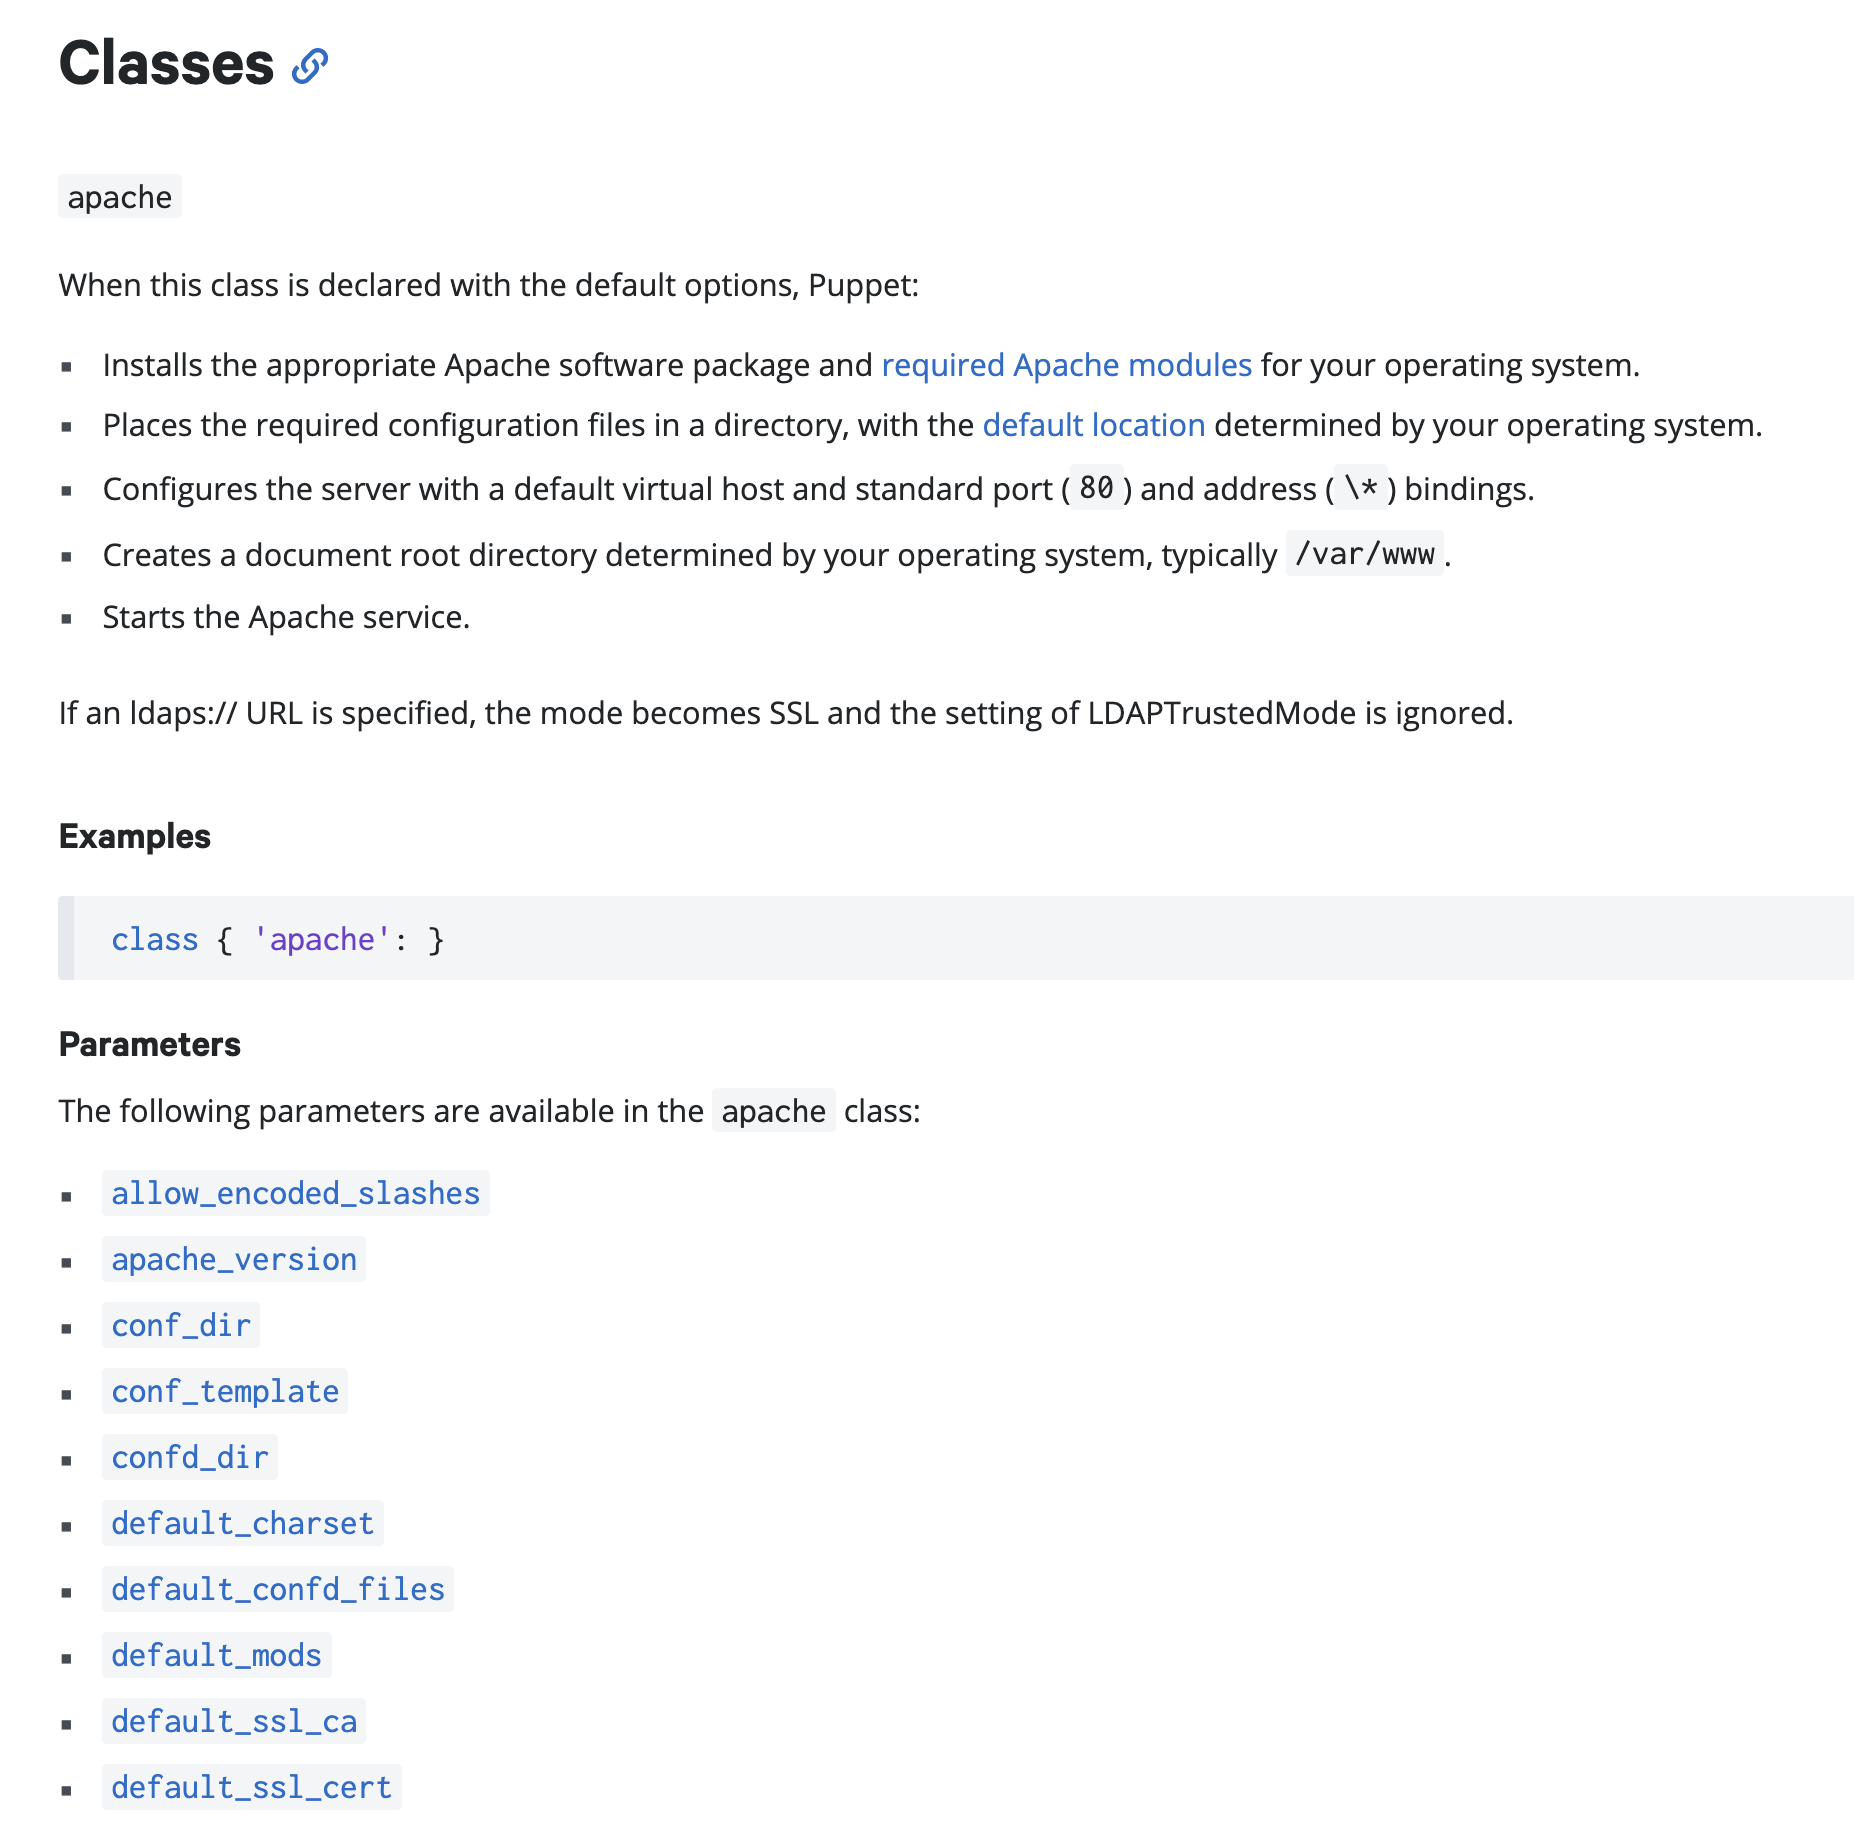 Classes
apache
When this class is declared with the default options, Puppet:
Installs the appropriate Apache software package and required Apache modules for your operating system.
Places the required configuration files in a directory, with the default location determined by your operating system.
Configures the server with a default virtual host and standard port ( 80 ) and address ( \* ) bindings.
Creates a document root directory determined by your operating system, typically /var/www .
Starts the Apache service.
If an ldaps:// URL is specified, the mode becomes SSL and the setting of LDAPTrustedMode is ignored.
Examples
class { 'apache': }
Parameters
The following parameters are available in the apache class:
allow_encoded_slashes
apache_version
conf_dir
conf_template
confd_dir
default_charset
default_confd_files
default_mods
default_ssl_ca
default_ssl_cert